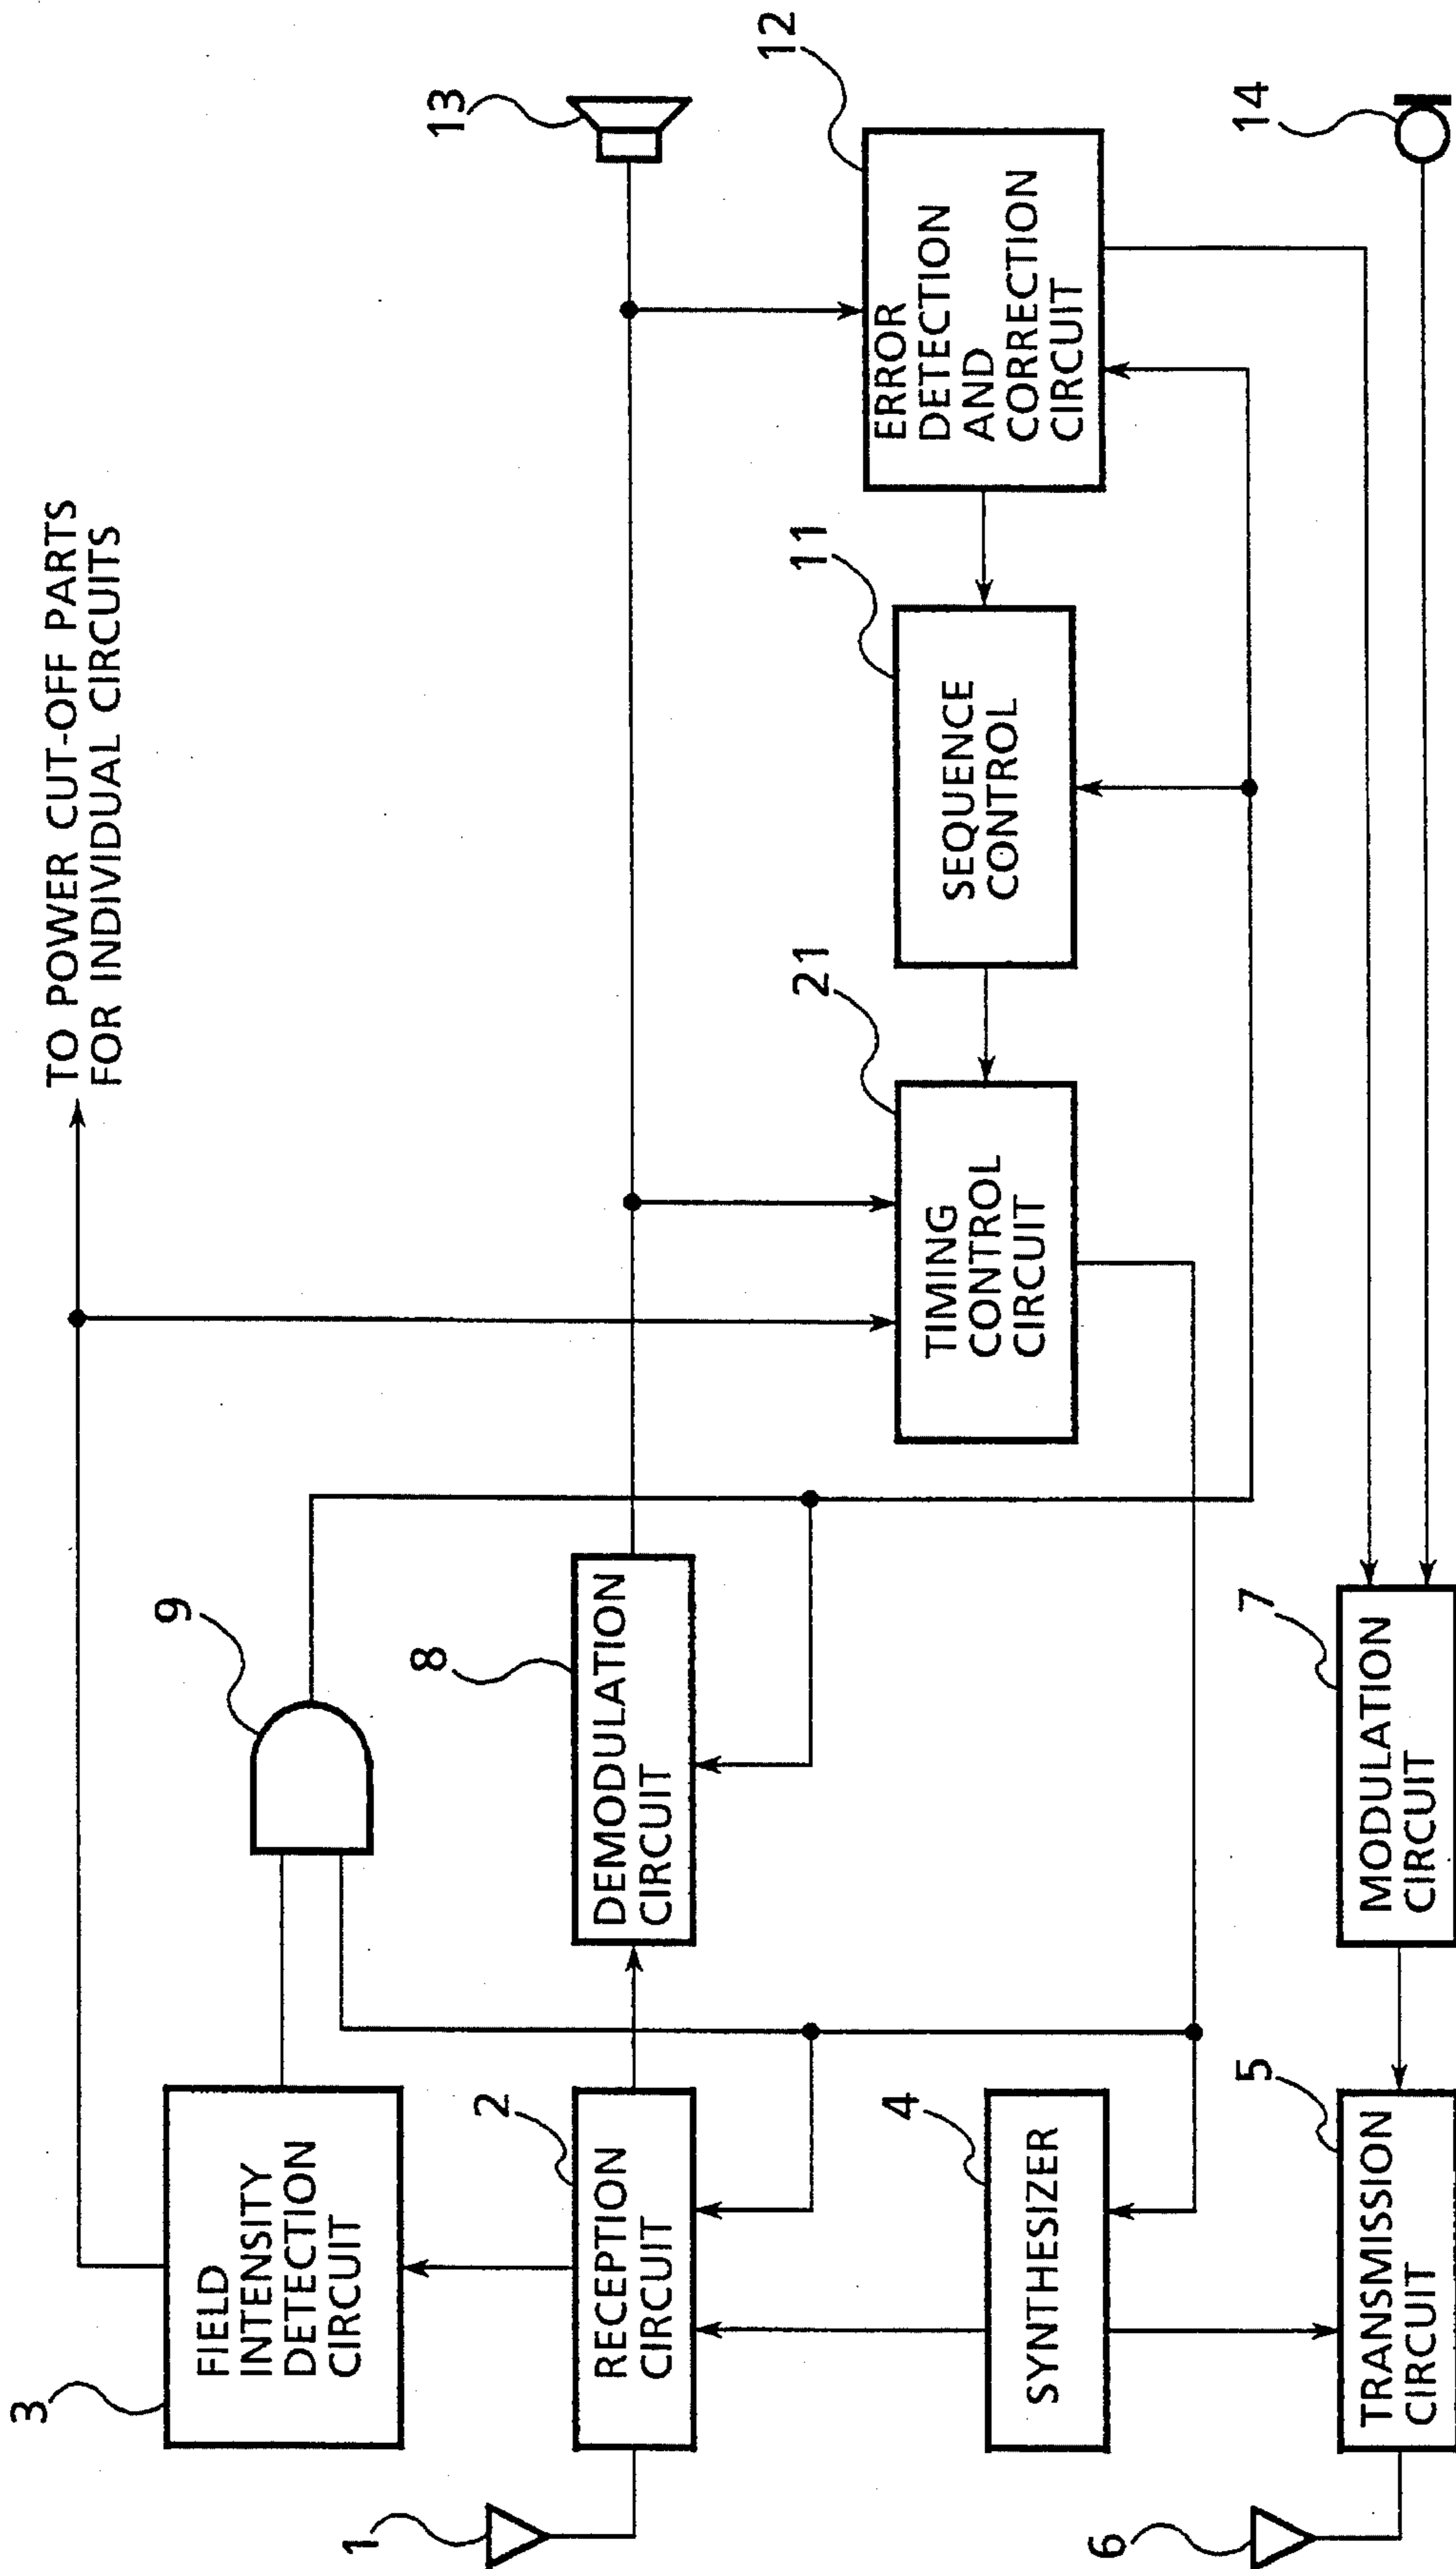 TO POWER CUT-OFF PARTS
FOR INDIVIDUAL CIRCUITS
3
FIELD
INTENSITY
DETECTION
CIRCUIT
9
1
2
RECEPTION
CIRCUIT
8
DEMODULATION
CIRCUIT
13
4
SYNTHESIZER
21
TIMING
CONTROL
CIRCUIT
11
SEQUENCE
CONTROL
12
ERROR
DETECTION
AND
CORRECTION
CIRCUIT
6
5
TRANSMISSION
CIRCUIT
7
MODULATION
CIRCUIT
14